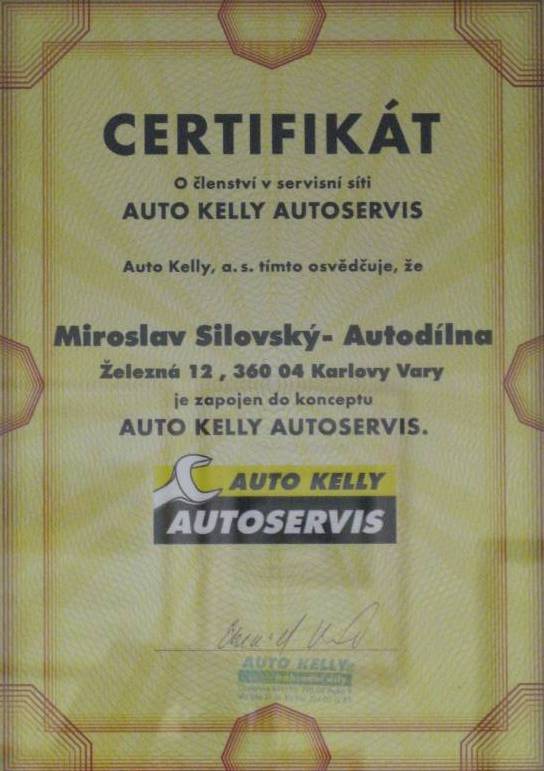 CERTIFIKÁT
O členství v servisní síti
AUTO KELLY AUTOSERVIS
Auto Kelly, a. s. tímto osvědčuje, že
Miroslav Silovský- Autodílna
Železná 12 , 360 04 Karlovy Vary
je zapojen do konceptu
AUTO KELLY AUTOSERVIS.
AUTO KELLY
AUTOSERVIS
AUTO KELLY